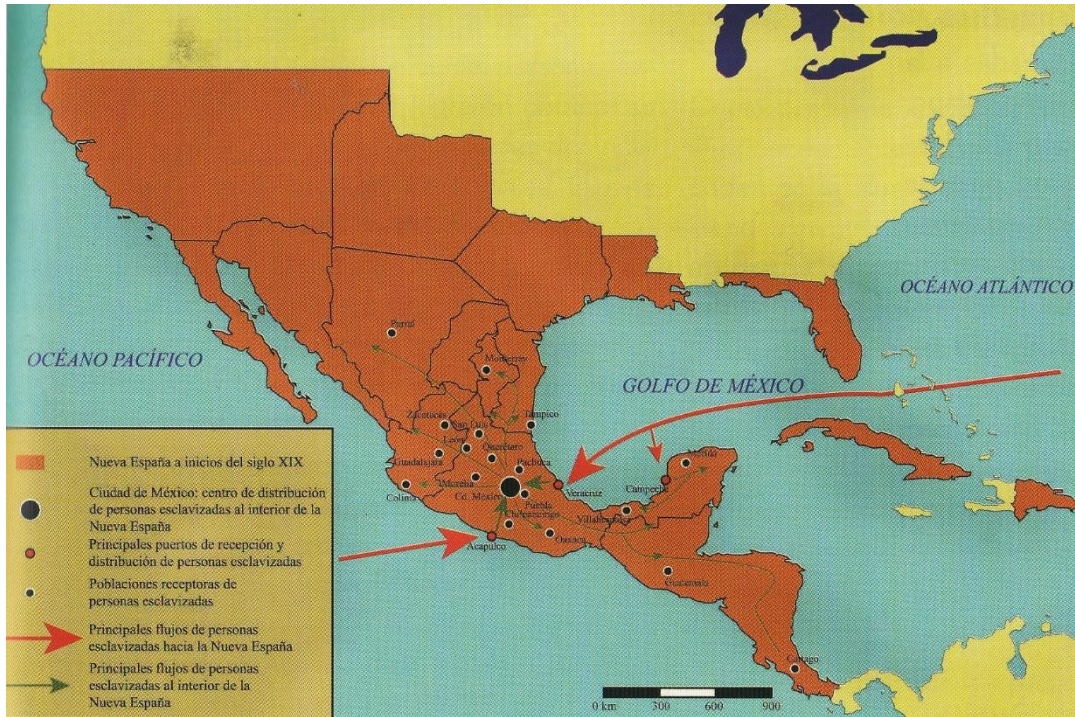 OCÉANO ATLÁNTICO
OCÉANO PACÍFICO
GOLFO DE MÉXICO
Parral
Monterrey
Zacatecas
San Luis
Tampico
León
Querétaro
Guadalajara
Pachuca
Morelia
Colima
Cd. México
Veracruz
Puebla
Chilpancingo
Acapulco
Oaxaca
Mérida
Campeche
Villahermosa
Guatemala
Cartago
Nueva España a inicios del siglo XIX
Ciudad de México: centro de distribución
de personas esclavizadas al interior de la
Nueva España
Principales puertos de recepción y
distribución de personas esclavizadas
Poblaciones receptoras de
personas esclavizadas
Principales flujos de personas
esclavizadas hacia la Nueva España
Principales flujos de personas
esclavizadas al interior de la
Nueva España
0 km 300 600 900